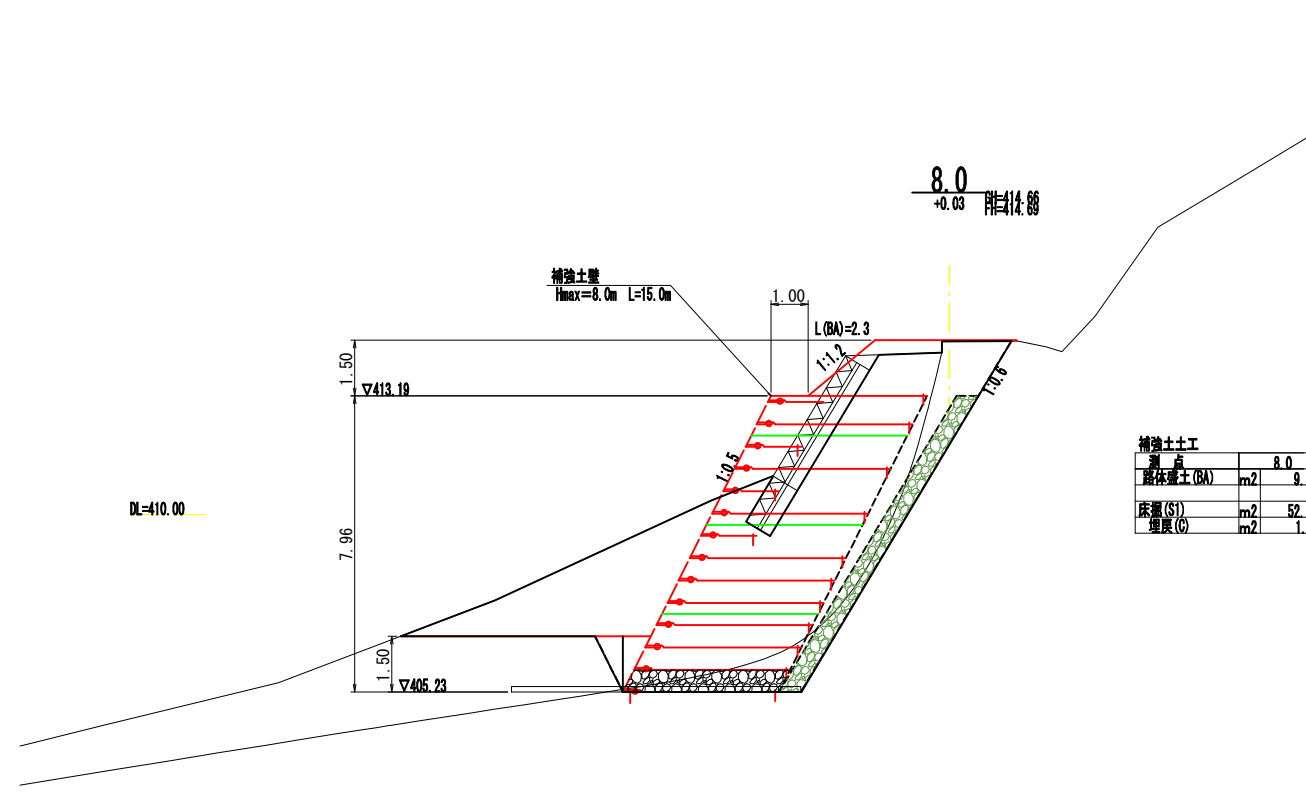 8.0
+0.03
FH=414.69
補強土壁
Hmax=8.0m L=15.0m
1.00
L(BA)=2.3
1:1.2
1.50
▽413.19
1:0.6
1:0.5
補強土土工
測 点 8.0
路体盛土(BA) m2 9.
床掘(S1) m2 52.
埋戻(C) m2 1.
DL=410.00
7.96
1.50
▽405.23